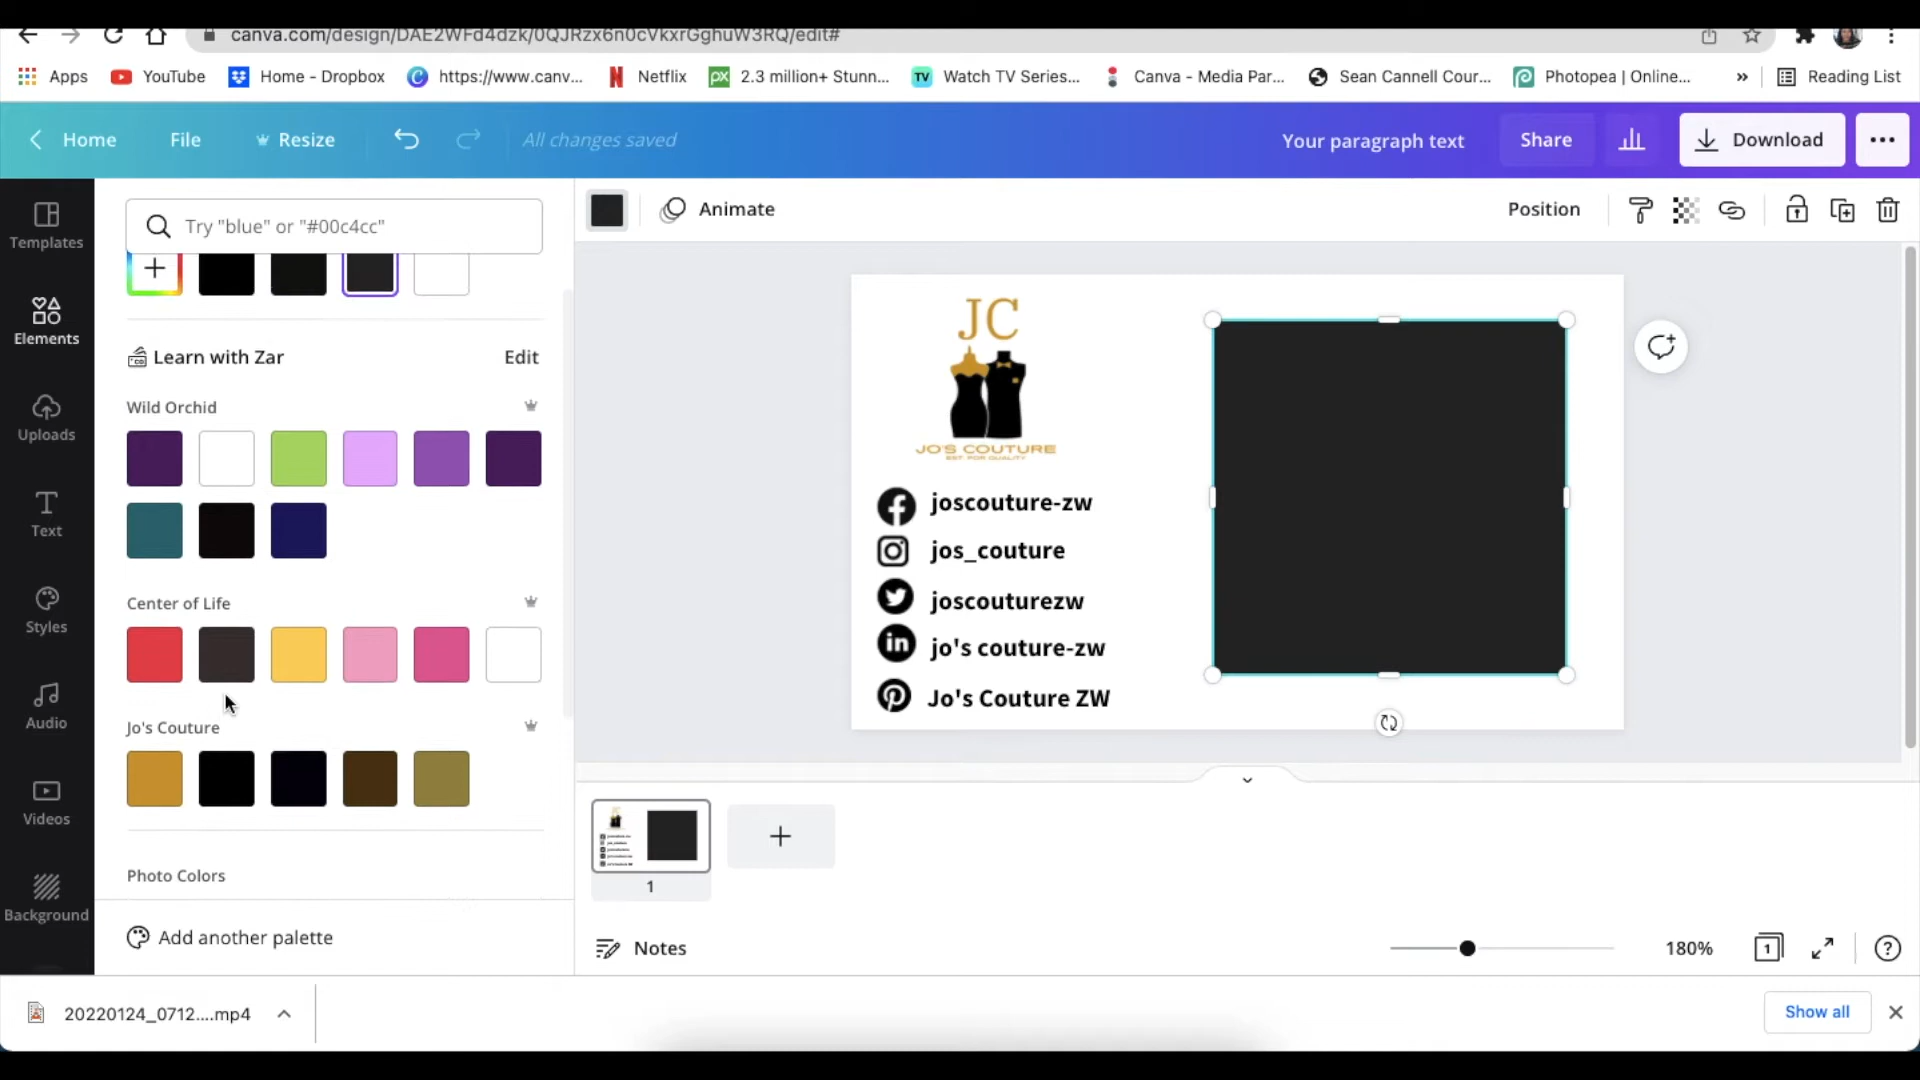 canva.com/design/DAE2WFd4dzk/0QJRzx6n0cVkxrGghuW3RQ/edit#
Apps YouTube Home - Dropbox https://www.canv... Netflix 2.3 million+ Stunn... Watch TV Series... Canva - Media Par... Sean Cannell Cour... Photopea | Online... » Reading List
Home File Resize All changes saved Your paragraph text Share Download
Try "blue" or "#00c4cc"
Animate Position
Templates
Elements
Uploads
Text
Styles
Audio
Videos
Background
Learn with Zar Edit
Wild Orchid
Center of Life
Jo's Couture
Photo Colors
Add another palette
JC
JO'S COUTURE
EST FOR QUALITY
joscouture-zw
jos_couture
joscouturezw
jo's couture-zw
Jo's Couture ZW
1
Notes 180% 1
20220124_0712....mp4 Show all